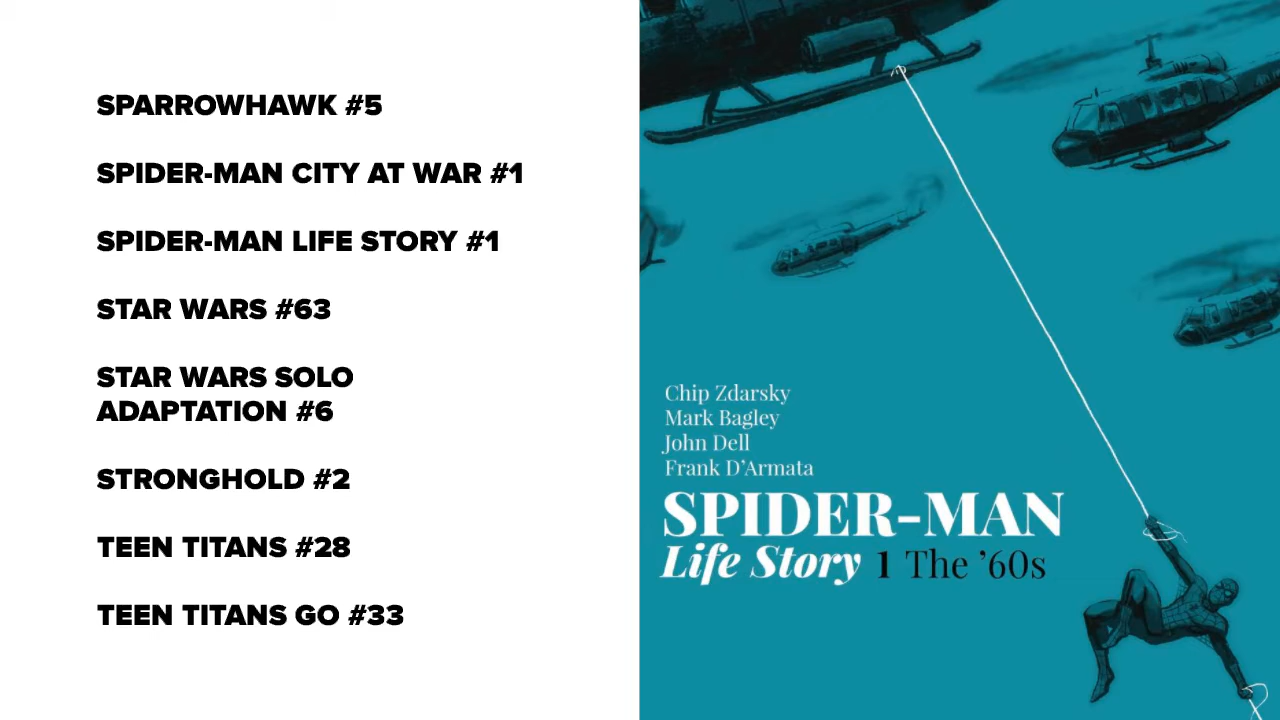 SPARROWHAWK #5
SPIDER-MAN CITY AT WAR #1
SPIDER-MAN LIFE STORY #1
STAR WARS #63
STAR WARS SOLO
ADAPTATION #6
STRONGHOLD #2
TEEN TITANS #28
TEEN TITANS GO #33
Chip Zdarsky
Mark Bagley
John Dell
Frank D’Armata
SPIDER-MAN
Life Story 1 The ’60s